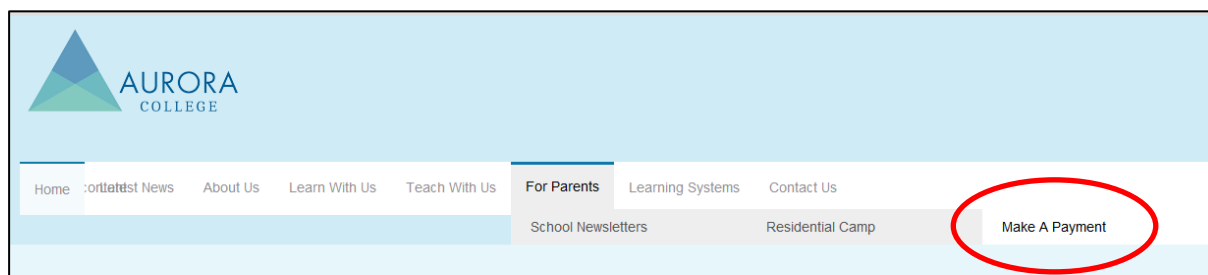 AURORA
COLLEGE
Home Latest News About Us Learn With Us Teach With Us For Parents Learning Systems Contact Us
School Newsletters Residential Camp Make A Payment